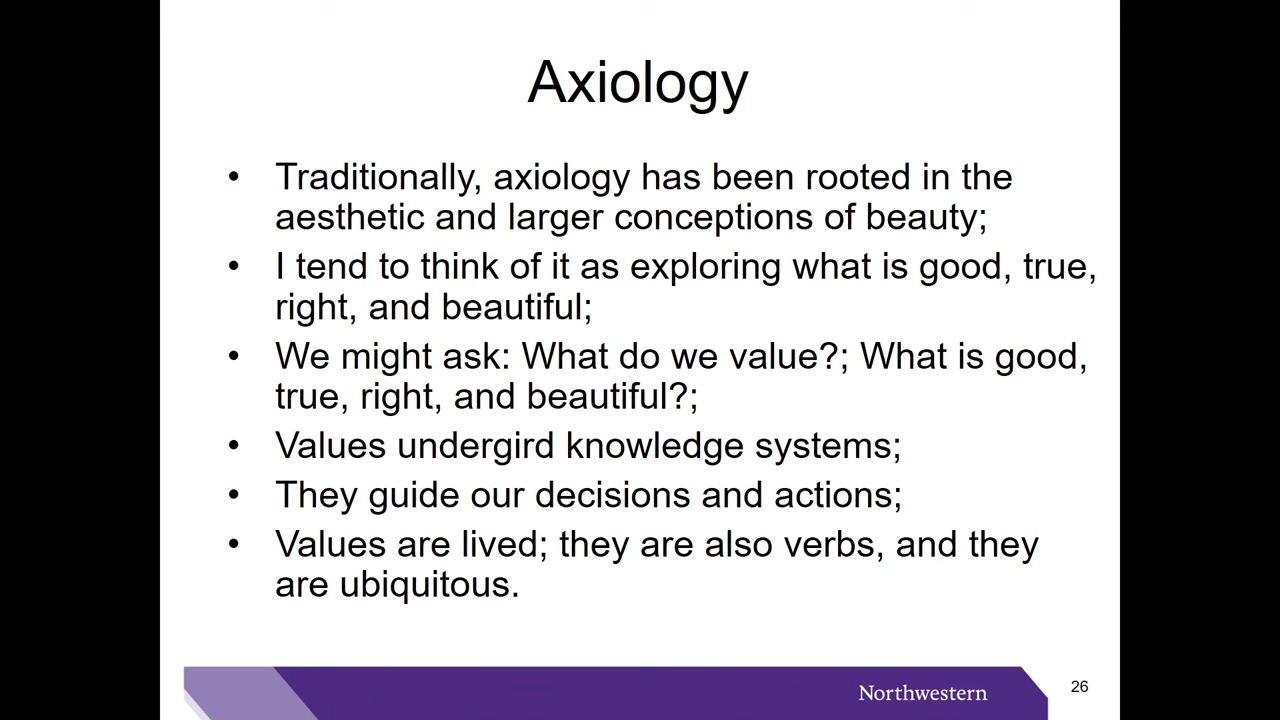 Axiology
• Traditionally, axiology has been rooted in the
aesthetic and larger conceptions of beauty;
• I tend to think of it as exploring what is good, true,
right, and beautiful;
• We might ask: What do we value?; What is good,
true, right, and beautiful?;
• Values undergird knowledge systems;
• They guide our decisions and actions;
• Values are lived; they are also verbs, and they
are ubiquitous.
Northwestern
26